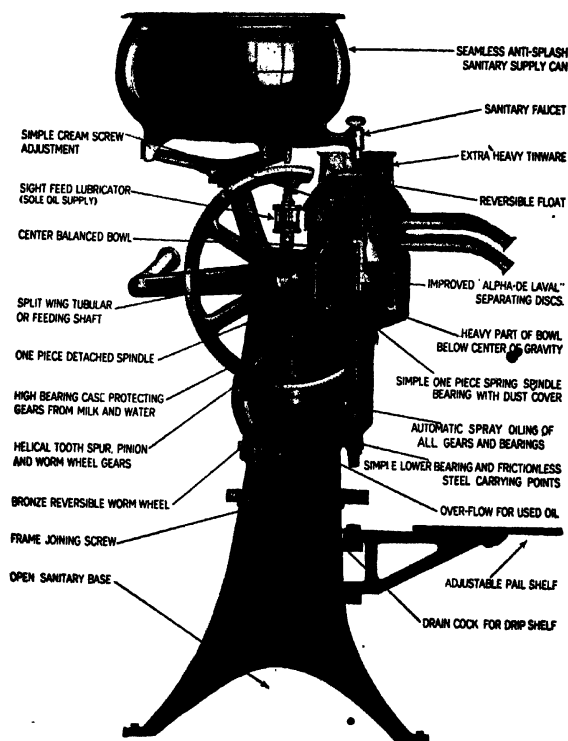 SEAMLESS ANTI-SPLASH
SANITARY SUPPLY CAN
SANITARY FAUCET
EXTRA HEAVY TINWARE
REVERSIBLE FLOAT
IMPROVED "ALPHA-DE LAVAL"
SEPARATING DISCS.
HEAVY PART OF BOWL
BELOW CENTER OF GRAVITY
SIMPLE ONE PIECE SPRING SPINDLE
BEARING WITH DUST COVER
AUTOMATIC SPRAY OILING OF
ALL GEARS AND BEARINGS
SIMPLE LOWER BEARING AND FRICTIONLESS
STEEL CARRYING POINTS
OVER-FLOW FOR USED OIL
ADJUSTABLE PAIL SHELF
DRAIN COCK FOR DRIP SHELF
SIMPLE CREAM SCREW
ADJUSTMENT
SIGHT FEED LUBRICATOR
(SOLE OIL SUPPLY)
CENTER BALANCED BOWL
SPLIT WING TUBULAR
OR FEEDING SHAFT
ONE PIECE DETACHED SPINDLE
HIGH BEARING CASE PROTECTING
GEARS FROM MILK AND WATER
HELICAL TOOTH SPUR, PINION
AND WORM WHEEL GEARS
BRONZE REVERSIBLE WORM WHEEL
FRAME JOINING SCREW
OPEN SANITARY BASE